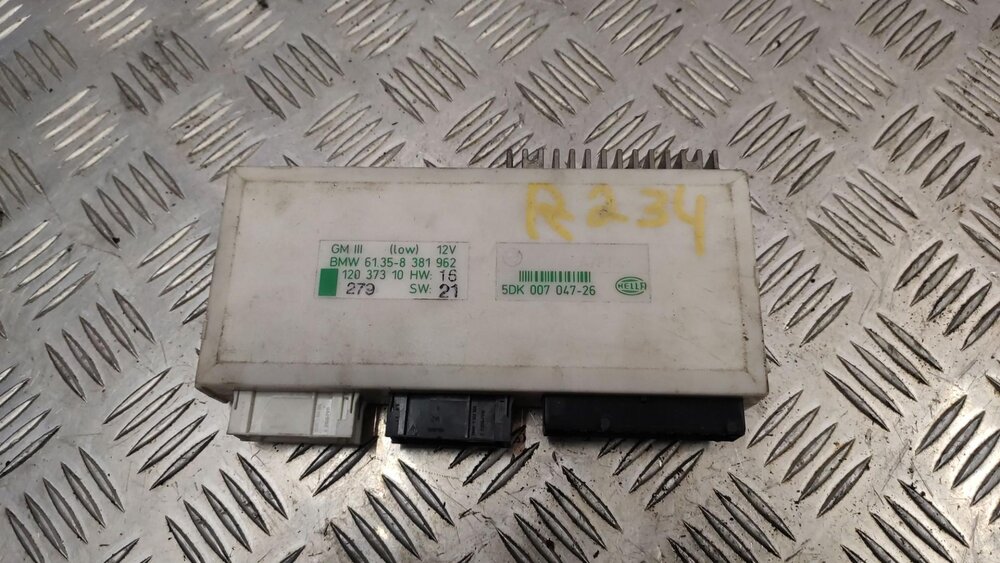 R234
GM III (low) 12V
BMW 61.35-8 381 962
120 373 10 HW: 16
279 SW: 21
5DK 007 047-26
HELLA